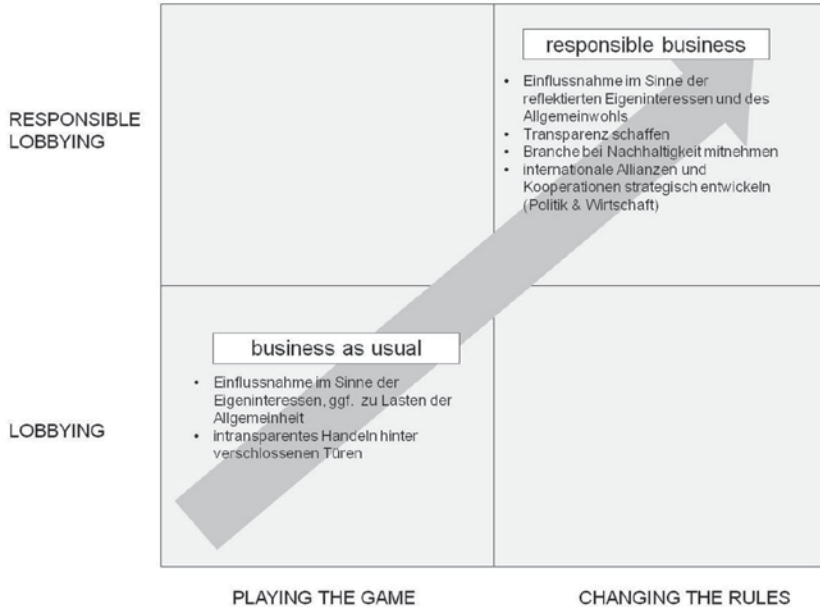 responsible business
• Einflussnahme im Sinne der
reflektierten Eigeninteressen und des
Allgemeinwohls
• Transparenz schaffen
• Branche bei Nachhaltigkeit mitnehmen
• internationale Allianzen und
Kooperationen strategisch entwickeln
(Politik & Wirtschaft)
RESPONSIBLE
LOBBYING
business as usual
• Einflussnahme im Sinne der
Eigeninteressen, ggf. zu Lasten der
Allgemeinheit
• intransparentes Handeln hinter
verschlossenen Türen
LOBBYING
PLAYING THE GAME
CHANGING THE RULES